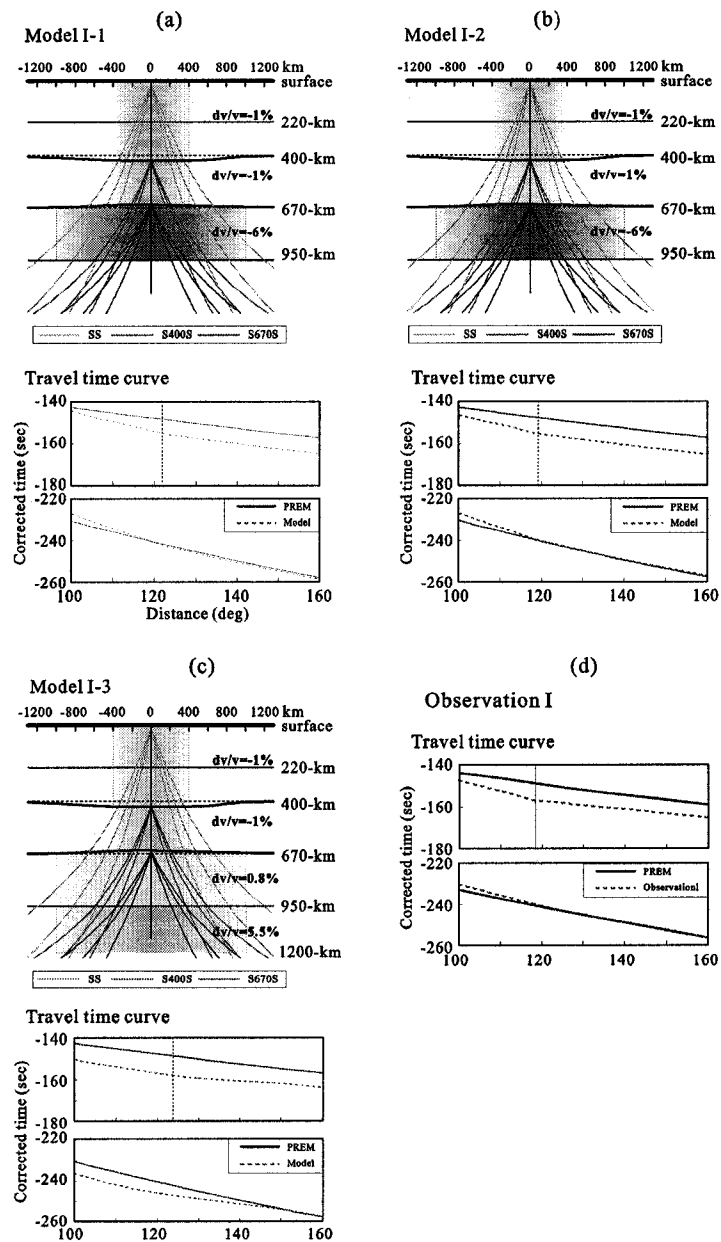 (a)
Model I-1
-1200 -800 -400 0 400 800 1200 km
surface
dv/v=-1%
220-km
400-km
dv/v=-1%
670-km
dv/v=-6%
950-km
SS S400S S670S
Travel time curve
-140
-160
-180
-220
PREM
Model
-240
-260
Corrected time (sec)
100 120 140 160
Distance (deg)
(b)
Model I-2
-1200 -800 -400 0 400 800 1200 km
surface
dv/v=-1%
220-km
400-km
dv/v=1%
670-km
dv/v=-6%
950-km
SS S400S S670S
Travel time curve
-140
-160
-180
-220
PREM
Model
-240
-260
Corrected time (sec)
100 120 140 160
(c)
Model I-3
-1200 -800 -400 0 400 800 1200 km
surface
dv/v=-1%
220-km
400-km
dv/v=-1%
670-km
dv/v=0.8%
950-km
dv/v=5.5%
1200-km
SS S400S S670S
Travel time curve
-140
-160
-180
-220
PREM
Model
-240
-260
Corrected time (sec)
100 120 140 160
(d)
Observation I
Travel time curve
-140
-160
-180
-220
PREM
Observation1
-240
-260
Corrected time (sec)
100 120 140 160